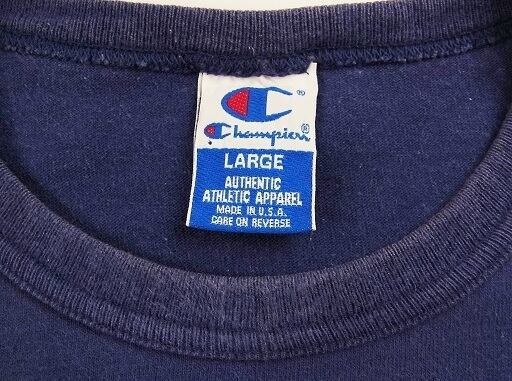 C®
Champion®
LARGE
AUTHENTIC
ATHLETIC APPAREL
MADE IN U.S.A.
CARE ON REVERSE